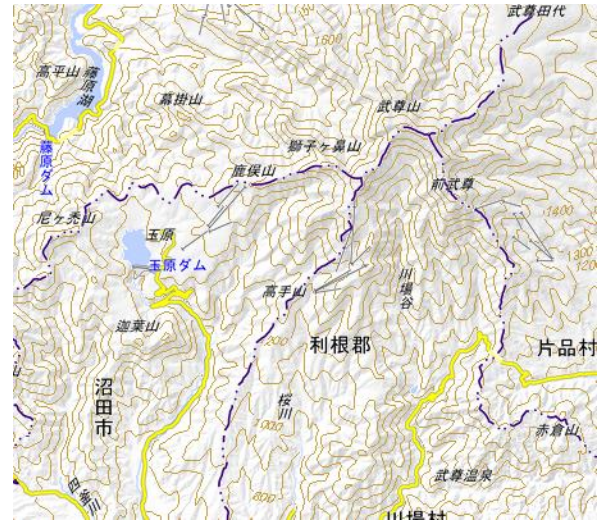 武尊田代
1600
高平山
藤原湖
幕掛山
武尊山
獅子ヶ鼻山
藤原ダム
鹿俣山
前武尊
尼ヶ禿山
1400
玉原
玉原ダム
1300
1200
川場谷
高手山
迦葉山
利根郡
片品村
沼田市
桜川
1000
赤倉山
武尊温泉
四釜川
800
川場村